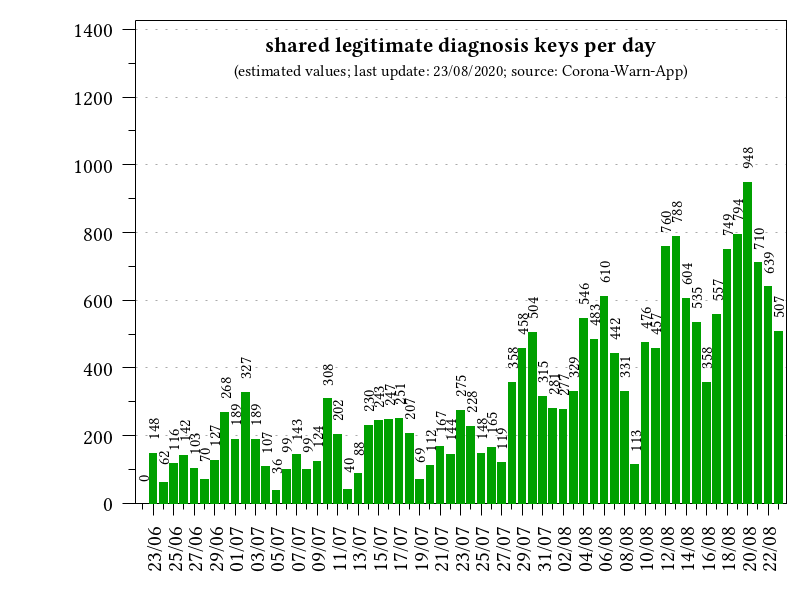 shared legitimate diagnosis keys per day
(estimated values; last update: 23/08/2020; source: Corona-Warn-App)
1400
1200
1000
800
600
400
200
0
0 148 62 116 142 103 70 127 268 189 327 189 107 36 99 143 99 124 308 202 40 88 230 243 247 251 207 69 112 167 144 275 228 148 165 119 358 458 504 315 281 277 329 546 483 610 442 331 113 476 457 760 788 604 535 358 557 749 794 948 710 639 507
23/06 25/06 27/06 29/06 01/07 03/07 05/07 07/07 09/07 11/07 13/07 15/07 17/07 19/07 21/07 23/07 25/07 27/07 29/07 31/07 02/08 04/08 06/08 08/08 10/08 12/08 14/08 16/08 18/08 20/08 22/08